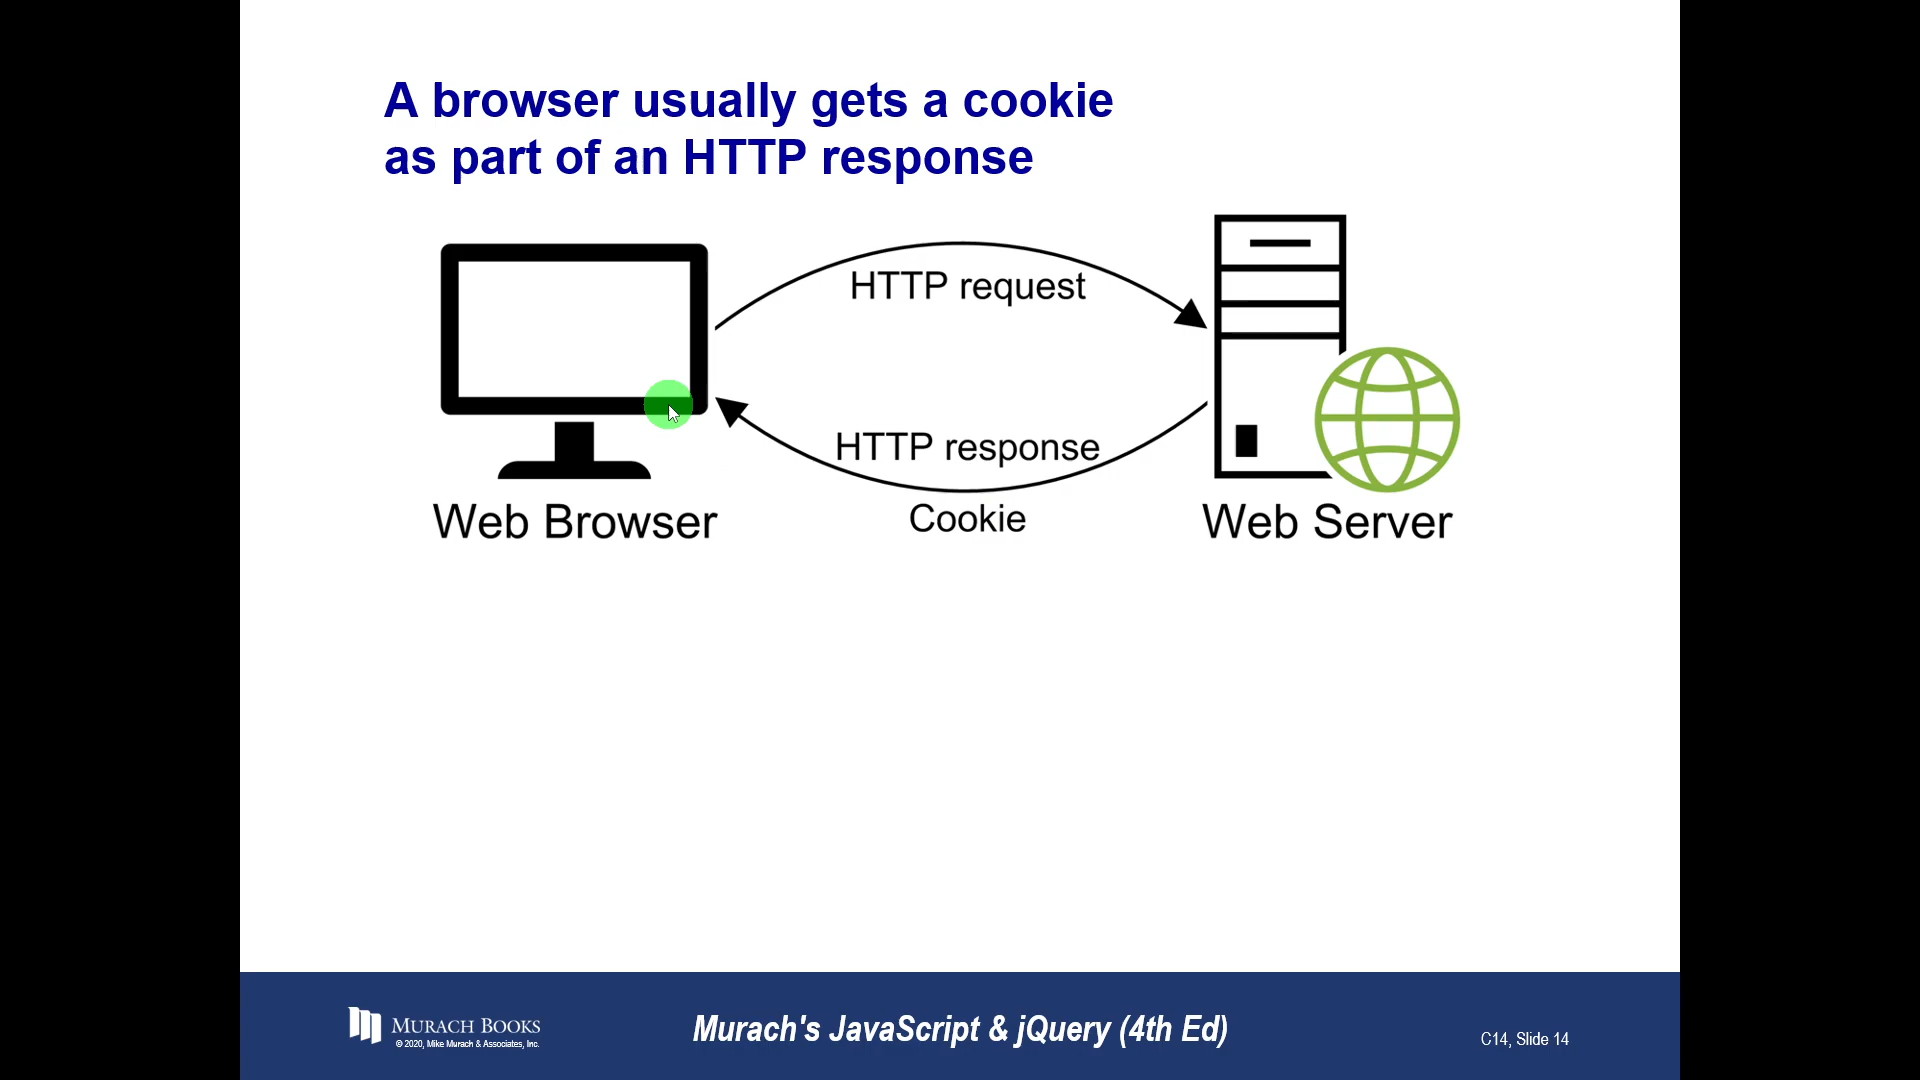 A browser usually gets a cookie
as part of an HTTP response
HTTP request
HTTP response
Cookie
Web Browser
Web Server
MURACH BOOKS
© 2020, Mike Murach & Associates, Inc.
Murach's JavaScript & jQuery (4th Ed)
C14, Slide 14